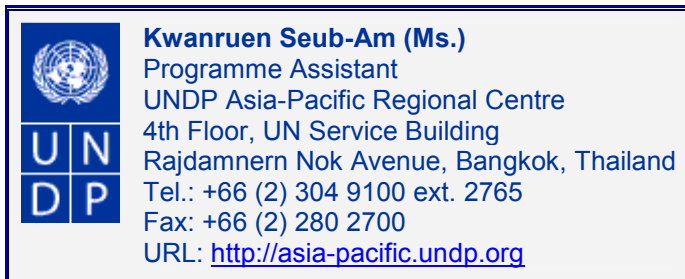 UN
DP
Kwanruen Seub-Am (Ms.)
Programme Assistant
UNDP Asia-Pacific Regional Centre
4th Floor, UN Service Building
Rajdamnern Nok Avenue, Bangkok, Thailand
Tel.: +66 (2) 304 9100 ext. 2765
Fax: +66 (2) 280 2700
URL: http://asia-pacific.undp.org